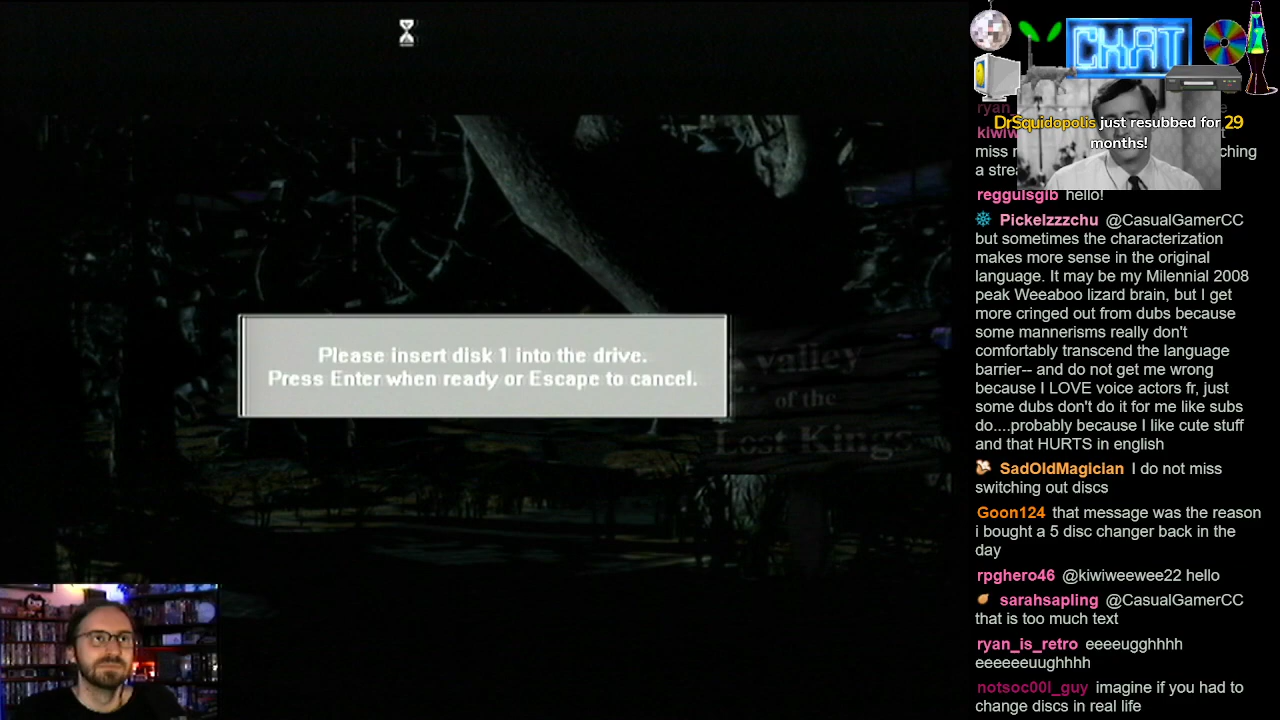 Please insert disk 1 into the drive.
Press Enter when ready or Escape to cancel.
valley
of the
Lost Kings
CHAT
DrSquidopolis just resubbed for 29
months!
a strea
regguisgib hello!
Pickelzzzchu @CasualGamerCC
but sometimes the characterization
makes more sense in the original
language. It may be my Milennial 2008
peak Weeaboo lizard brain, but I get
more cringed out from dubs because
some mannerisms really don't
comfortably transcend the language
barrier-- and do not get me wrong
because I LOVE voice actors fr, just
some dubs don't do it for me like subs
do....probably because I like cute stuff
and that HURTS in english
SadOldMagician I do not miss
switching out discs
Goon124 that message was the reason
i bought a 5 disc changer back in the
day
rpghero46 @kiwiweewee22 hello
sarahsapling @CasualGamerCC
that is too much text
ryan_is_retro eeeeugghhhh
eeeeeeuughhhh
notsoc00l_guy imagine if you had to
change discs in real life